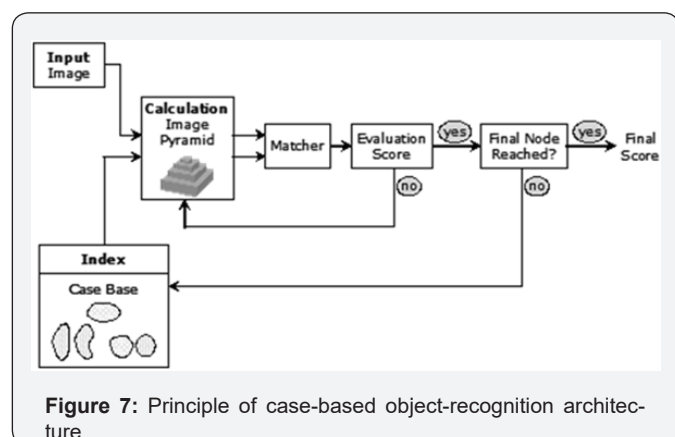 Input
Image
Calculation
Image
Pyramid
Matcher
Evaluation
Score
yes
Final Node
Reached?
yes
Final
Score
no
no
Index
Case Base
Figure 7: Principle of case-based object-recognition architec-
ture